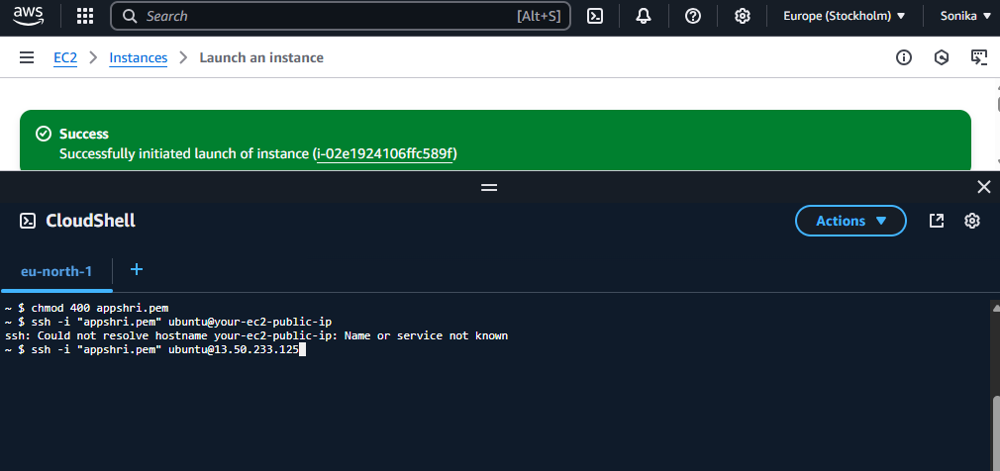 aws
Search [Alt+S] Europe (Stockholm) Sonika
EC2 Instances Launch an instance
Success
Successfully initiated launch of instance (i-02e1924106ffc589f)
CloudShell
Actions
eu-north-1 +
~ $ chmod 400 appshri.pem
~ $ ssh -i "appshri.pem" ubuntu@your-ec2-public-ip
ssh: Could not resolve hostname your-ec2-public-ip: Name or service not known
~ $ ssh -i "appshri.pem" ubuntu@13.50.233.125